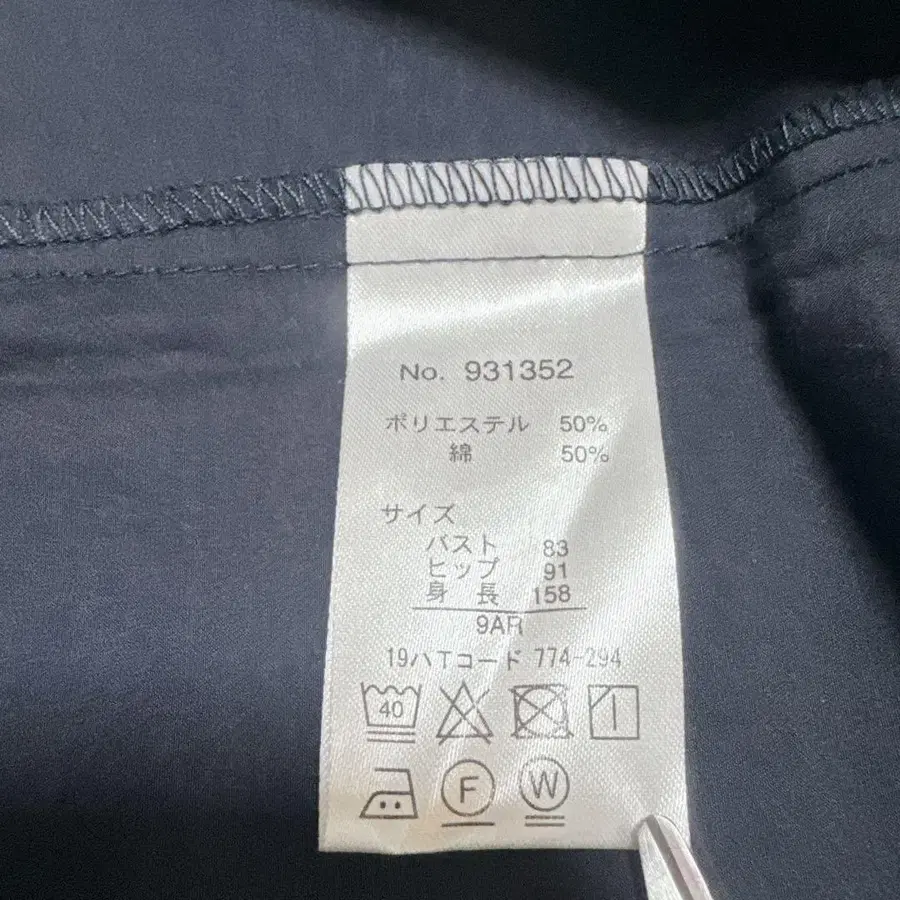 No. 931352
ポリエステル 50%
綿 50%
サイズ
バスト 83
ヒップ 91
身長 158
9AR
19ハTコード 774-294
40
F W